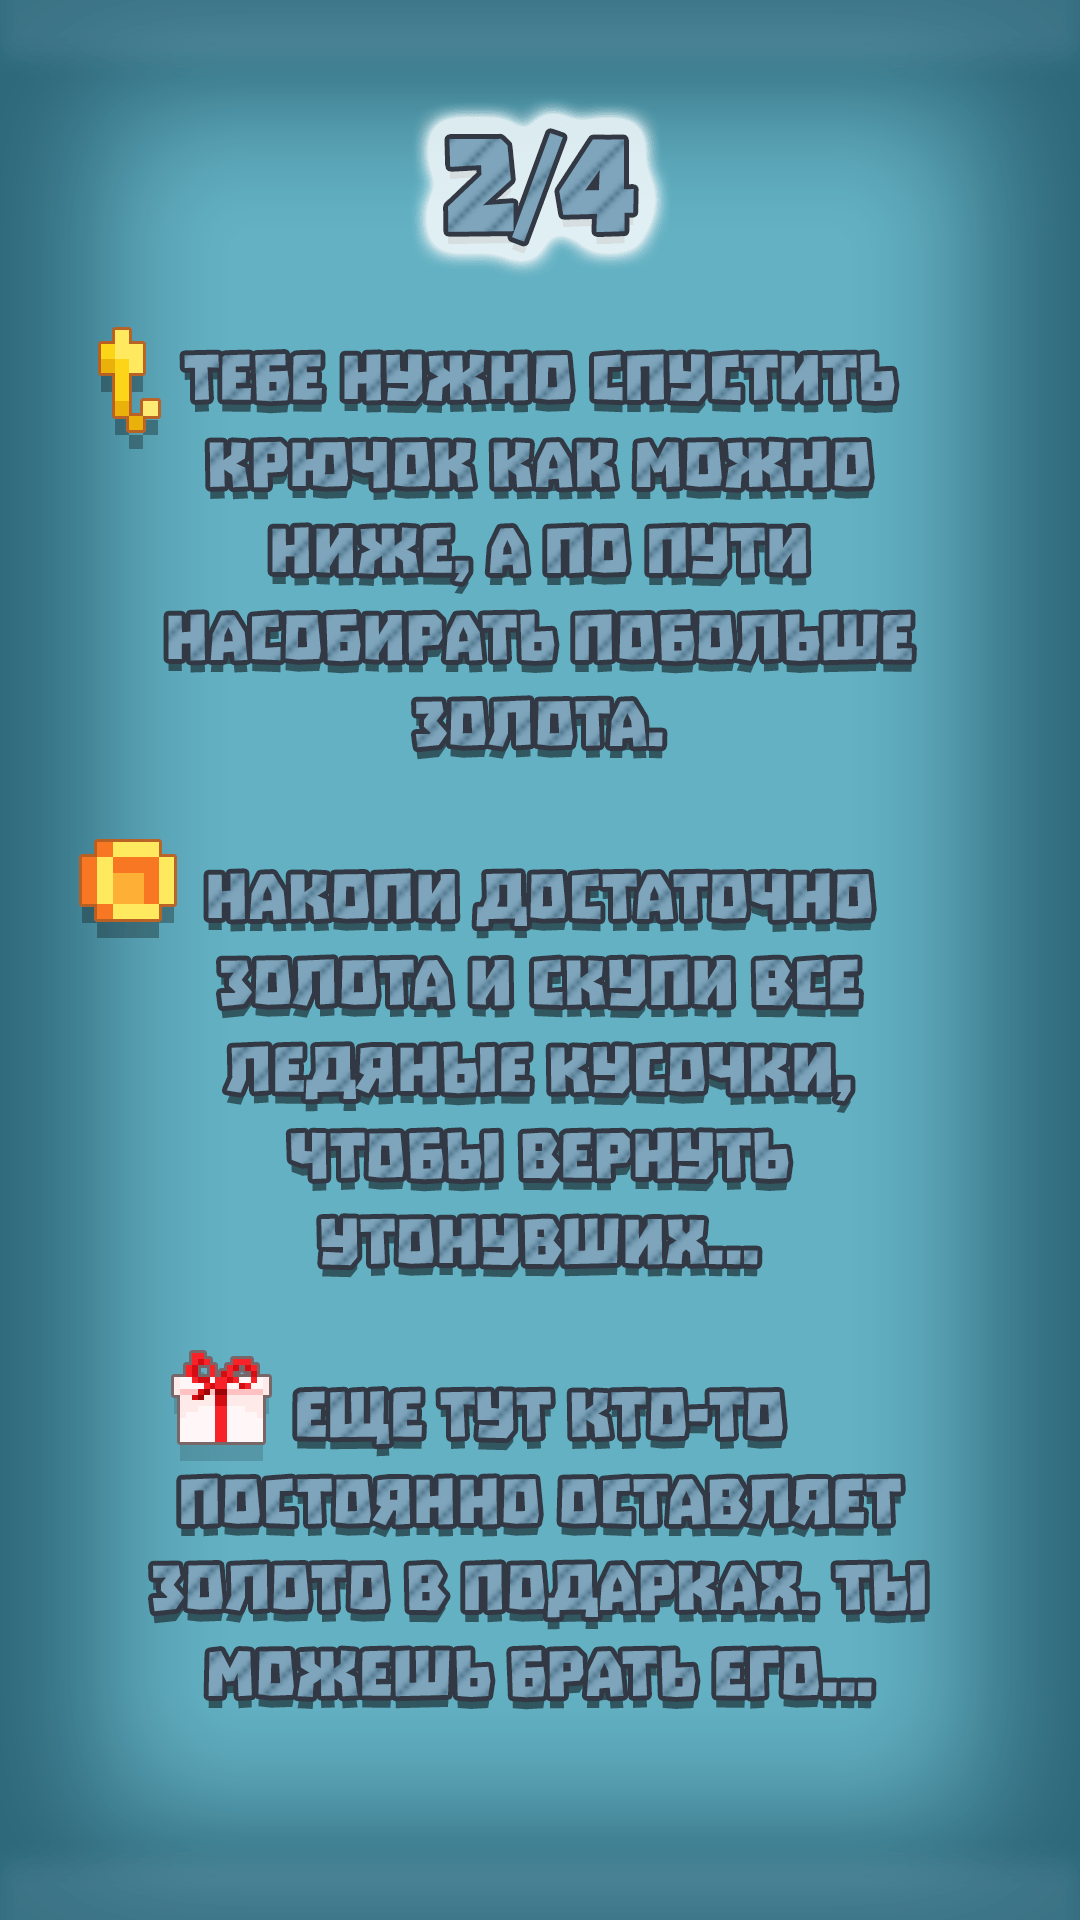 2/4
ТЕБЕ НУЖНО СПУСТИТЬ
КРЮЧОК КАК МОЖНО
НИЖЕ, А ПО ПУТИ
НАСОБИРАТЬ ПОБОЛЬШЕ
ЗОЛОТА.
НАКОПИ ДОСТАТОЧНО
ЗОЛОТА И СКУПИ ВСЕ
ЛЕДЯНЫЕ КУСОЧКИ,
ЧТОБЫ ВЕРНУТЬ
УТОНУВШИХ...
ЕЩЕ ТУТ КТО-ТО
ПОСТОЯННО ОСТАВЛЯЕТ
ЗОЛОТО В ПОДАРКАХ. ТЫ
МОЖЕШЬ БРАТЬ ЕГО...